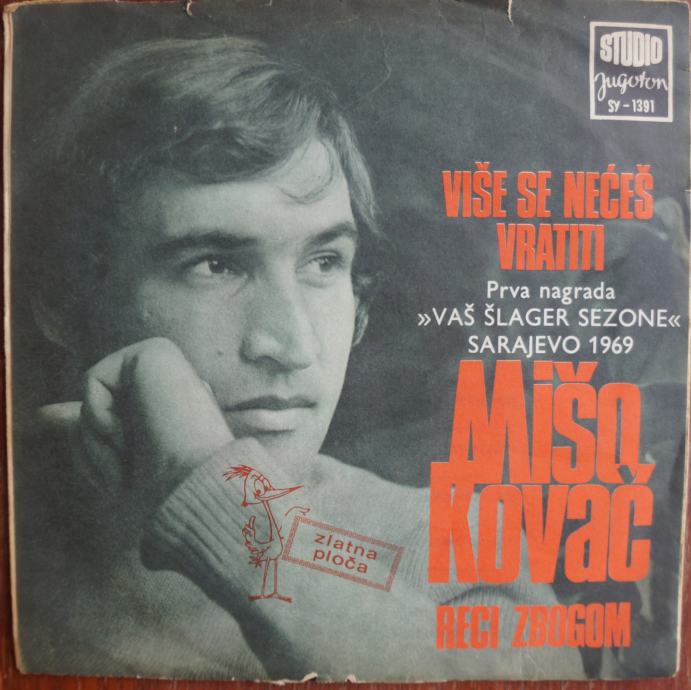 STUDIO
Jugoton
SY-1391
VIŠE SE NEĆEŠ
VRATITI
Prva nagrada
»VAŠ ŠLAGER SEZONE«
SARAJEVO 1969
Mišo
Kovač
zlatna
ploča
RECI ZBOGOM